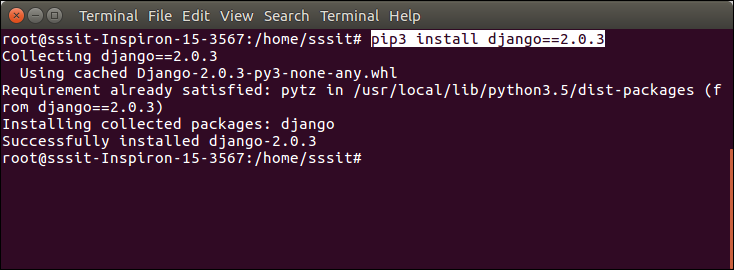 Terminal File Edit View Search Terminal Help
root@sssit-Inspiron-15-3567:/home/sssit# pip3 install django==2.0.3
Collecting django==2.0.3
  Using cached Django-2.0.3-py3-none-any.whl
Requirement already satisfied: pytz in /usr/local/lib/python3.5/dist-packages (f
rom django==2.0.3)
Installing collected packages: django
Successfully installed django-2.0.3
root@sssit-Inspiron-15-3567:/home/sssit#